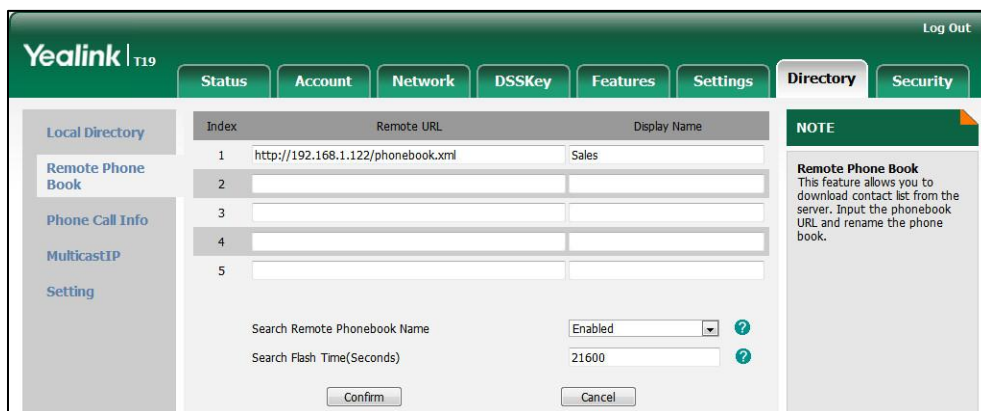 Log Out
Yealink | T19
Status Account Network DSSKey Features Settings Directory Security
Local Directory
Remote Phone
Book
Phone Call Info
MulticastIP
Setting
Index Remote URL Display Name
1 http://192.168.1.122/phonebook.xml Sales
2
3
4
5
Search Remote Phonebook Name Enabled ?
Search Flash Time(Seconds) 21600 ?
Confirm Cancel
NOTE
Remote Phone Book
This feature allows you to
download contact list from the
server. Input the phonebook
URL and rename the phone
book.